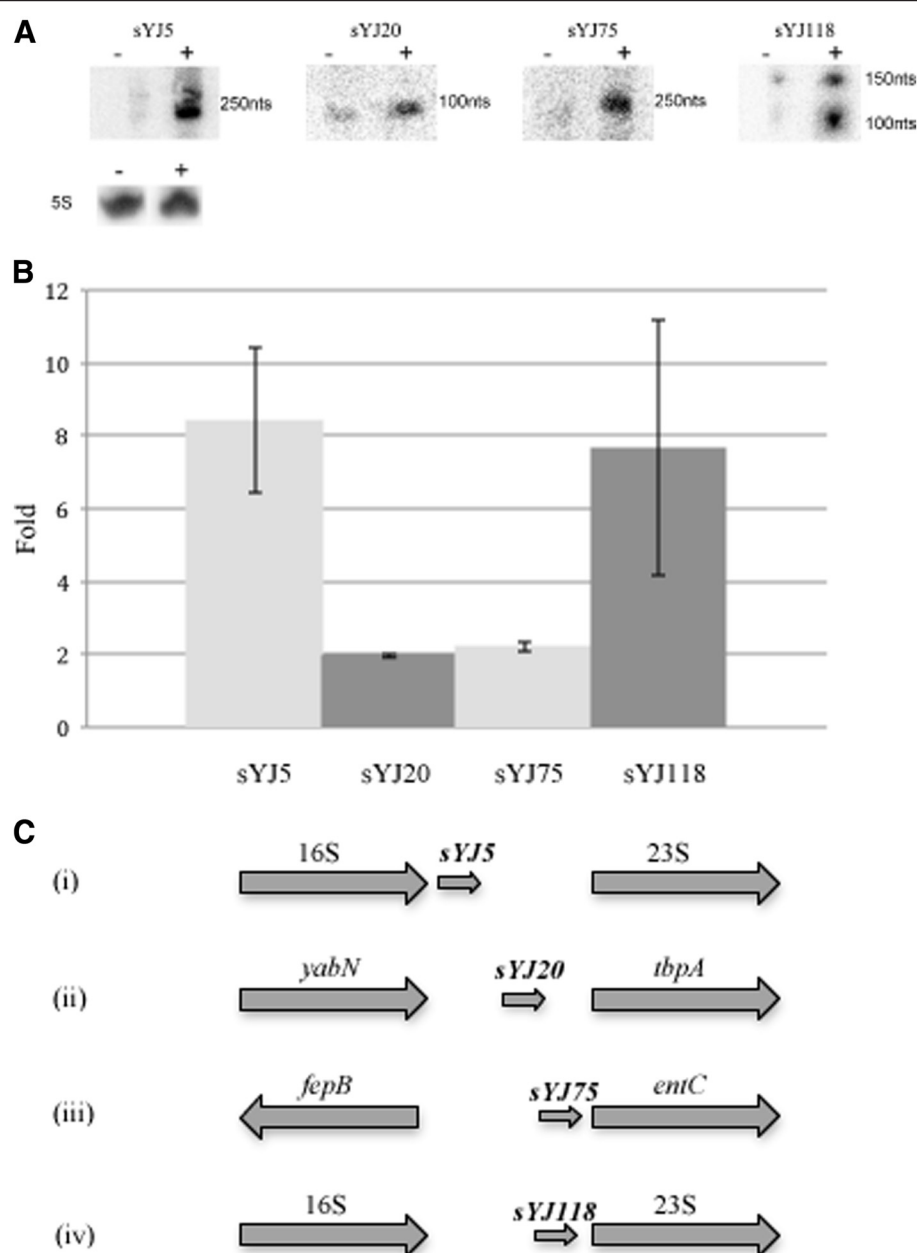 A
sYJ5 sYJ20 sYJ75 sYJ118
- + - + - + - +
250nts 100nts 250nts 150nts
100nts
- +
5S
B
12
10
8
6
4
2
0
Fold
sYJ5 sYJ20 sYJ75 sYJ118
C
16S sYJ5 23S
(i)
yabN sYJ20 tbpA
(ii)
fepB sYJ75 entC
(iii)
16S sYJ118 23S
(iv)